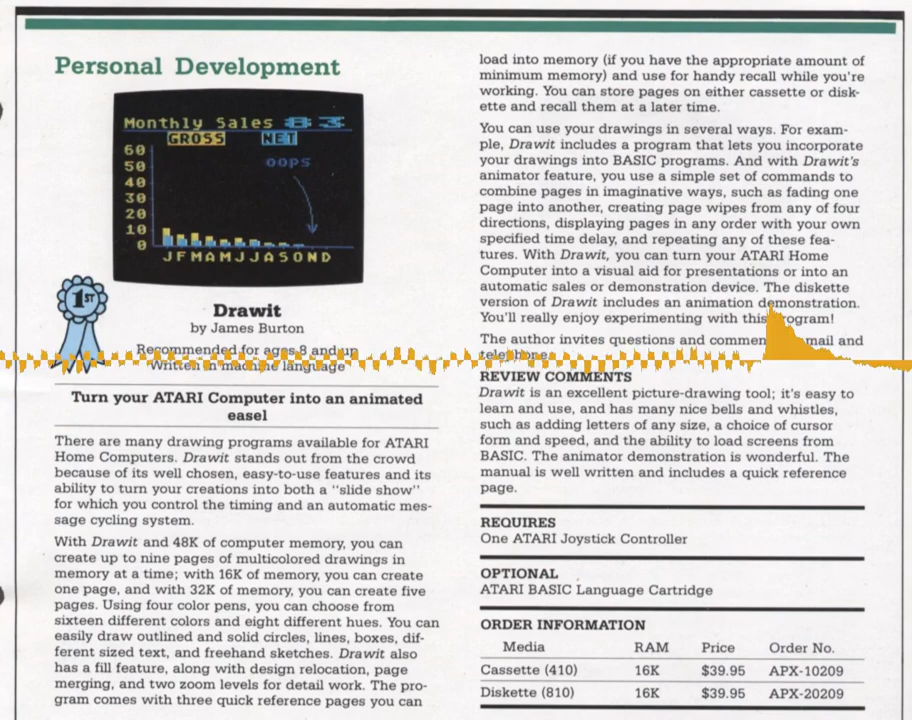 Personal Development
Monthly Sales 83
GROSS NET
OOPS
60
50
40
30
20
10
0
J F M A M J J A S O N D
1ST
Drawit
by James Burton
Recommended for ages 8 and up
Written in machine language
Turn your ATARI Computer into an animated
easel
There are many drawing programs available for ATARI
Home Computers. Drawit stands out from the crowd
because of its well chosen, easy-to-use features and its
ability to turn your creations into both a "slide show"
for which you control the timing and an automatic mes-
sage cycling system.
With Drawit and 48K of computer memory, you can
create up to nine pages of multicolored drawings in
memory at a time; with 16K of memory, you can create
one page, and with 32K of memory, you can create five
pages. Using four color pens, you can choose from
sixteen different colors and eight different hues. You can
easily draw outlined and solid circles, lines, boxes, dif-
ferent sized text, and freehand sketches. Drawit also
has a fill feature, along with design relocation, page
merging, and two zoom levels for detail work. The pro-
gram comes with three quick reference pages you can
load into memory (if you have the appropriate amount of
minimum memory) and use for handy recall while you're
working. You can store pages on either cassette or disk-
ette and recall them at a later time.
You can use your drawings in several ways. For exam-
ple, Drawit includes a program that lets you incorporate
your drawings into BASIC programs. And with Drawit's
animator feature, you use a simple set of commands to
combine pages in imaginative ways, such as fading one
page into another, creating page wipes from any of four
directions, displaying pages in any order with your own
specified time delay, and repeating any of these fea-
tures. With Drawit, you can turn your ATARI Home
Computer into a visual aid for presentations or into an
automatic sales or demonstration device. The diskette
version of Drawit includes an animation demonstration.
You'll really enjoy experimenting with this program!
The author invites questions and comments mail and
telephone.
REVIEW COMMENTS
Drawit is an excellent picture-drawing tool; it's easy to
learn and use, and has many nice bells and whistles,
such as adding letters of any size, a choice of cursor
form and speed, and the ability to load screens from
BASIC. The animator demonstration is wonderful. The
manual is well written and includes a quick reference
page.
REQUIRES
One ATARI Joystick Controller
OPTIONAL
ATARI BASIC Language Cartridge
ORDER INFORMATION
Media RAM Price Order No.
Cassette (410) 16K $39.95 APX-10209
Diskette (810) 16K $39.95 APX-20209